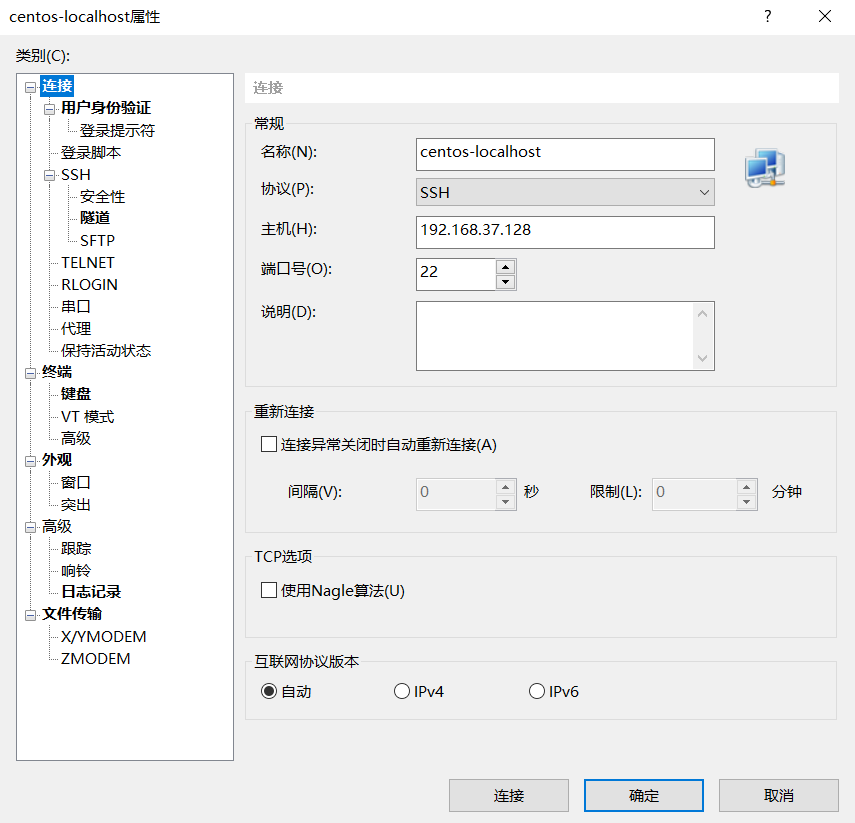 centos-localhost属性
?
类别(C):
连接
用户身份验证
登录提示符
登录脚本
SSH
安全性
隧道
SFTP
TELNET
RLOGIN
串口
代理
保持活动状态
终端
键盘
VT 模式
高级
外观
窗口
突出
高级
跟踪
响铃
日志记录
文件传输
X/YMODEM
ZMODEM
连接
常规
名称(N): centos-localhost
协议(P): SSH
主机(H): 192.168.37.128
端口号(O): 22
说明(D):
重新连接
连接异常关闭时自动重新连接(A)
间隔(V): 0 秒 限制(L): 0 分钟
TCP选项
使用Nagle算法(U)
互联网协议版本
自动 IPv4 IPv6
连接 确定 取消